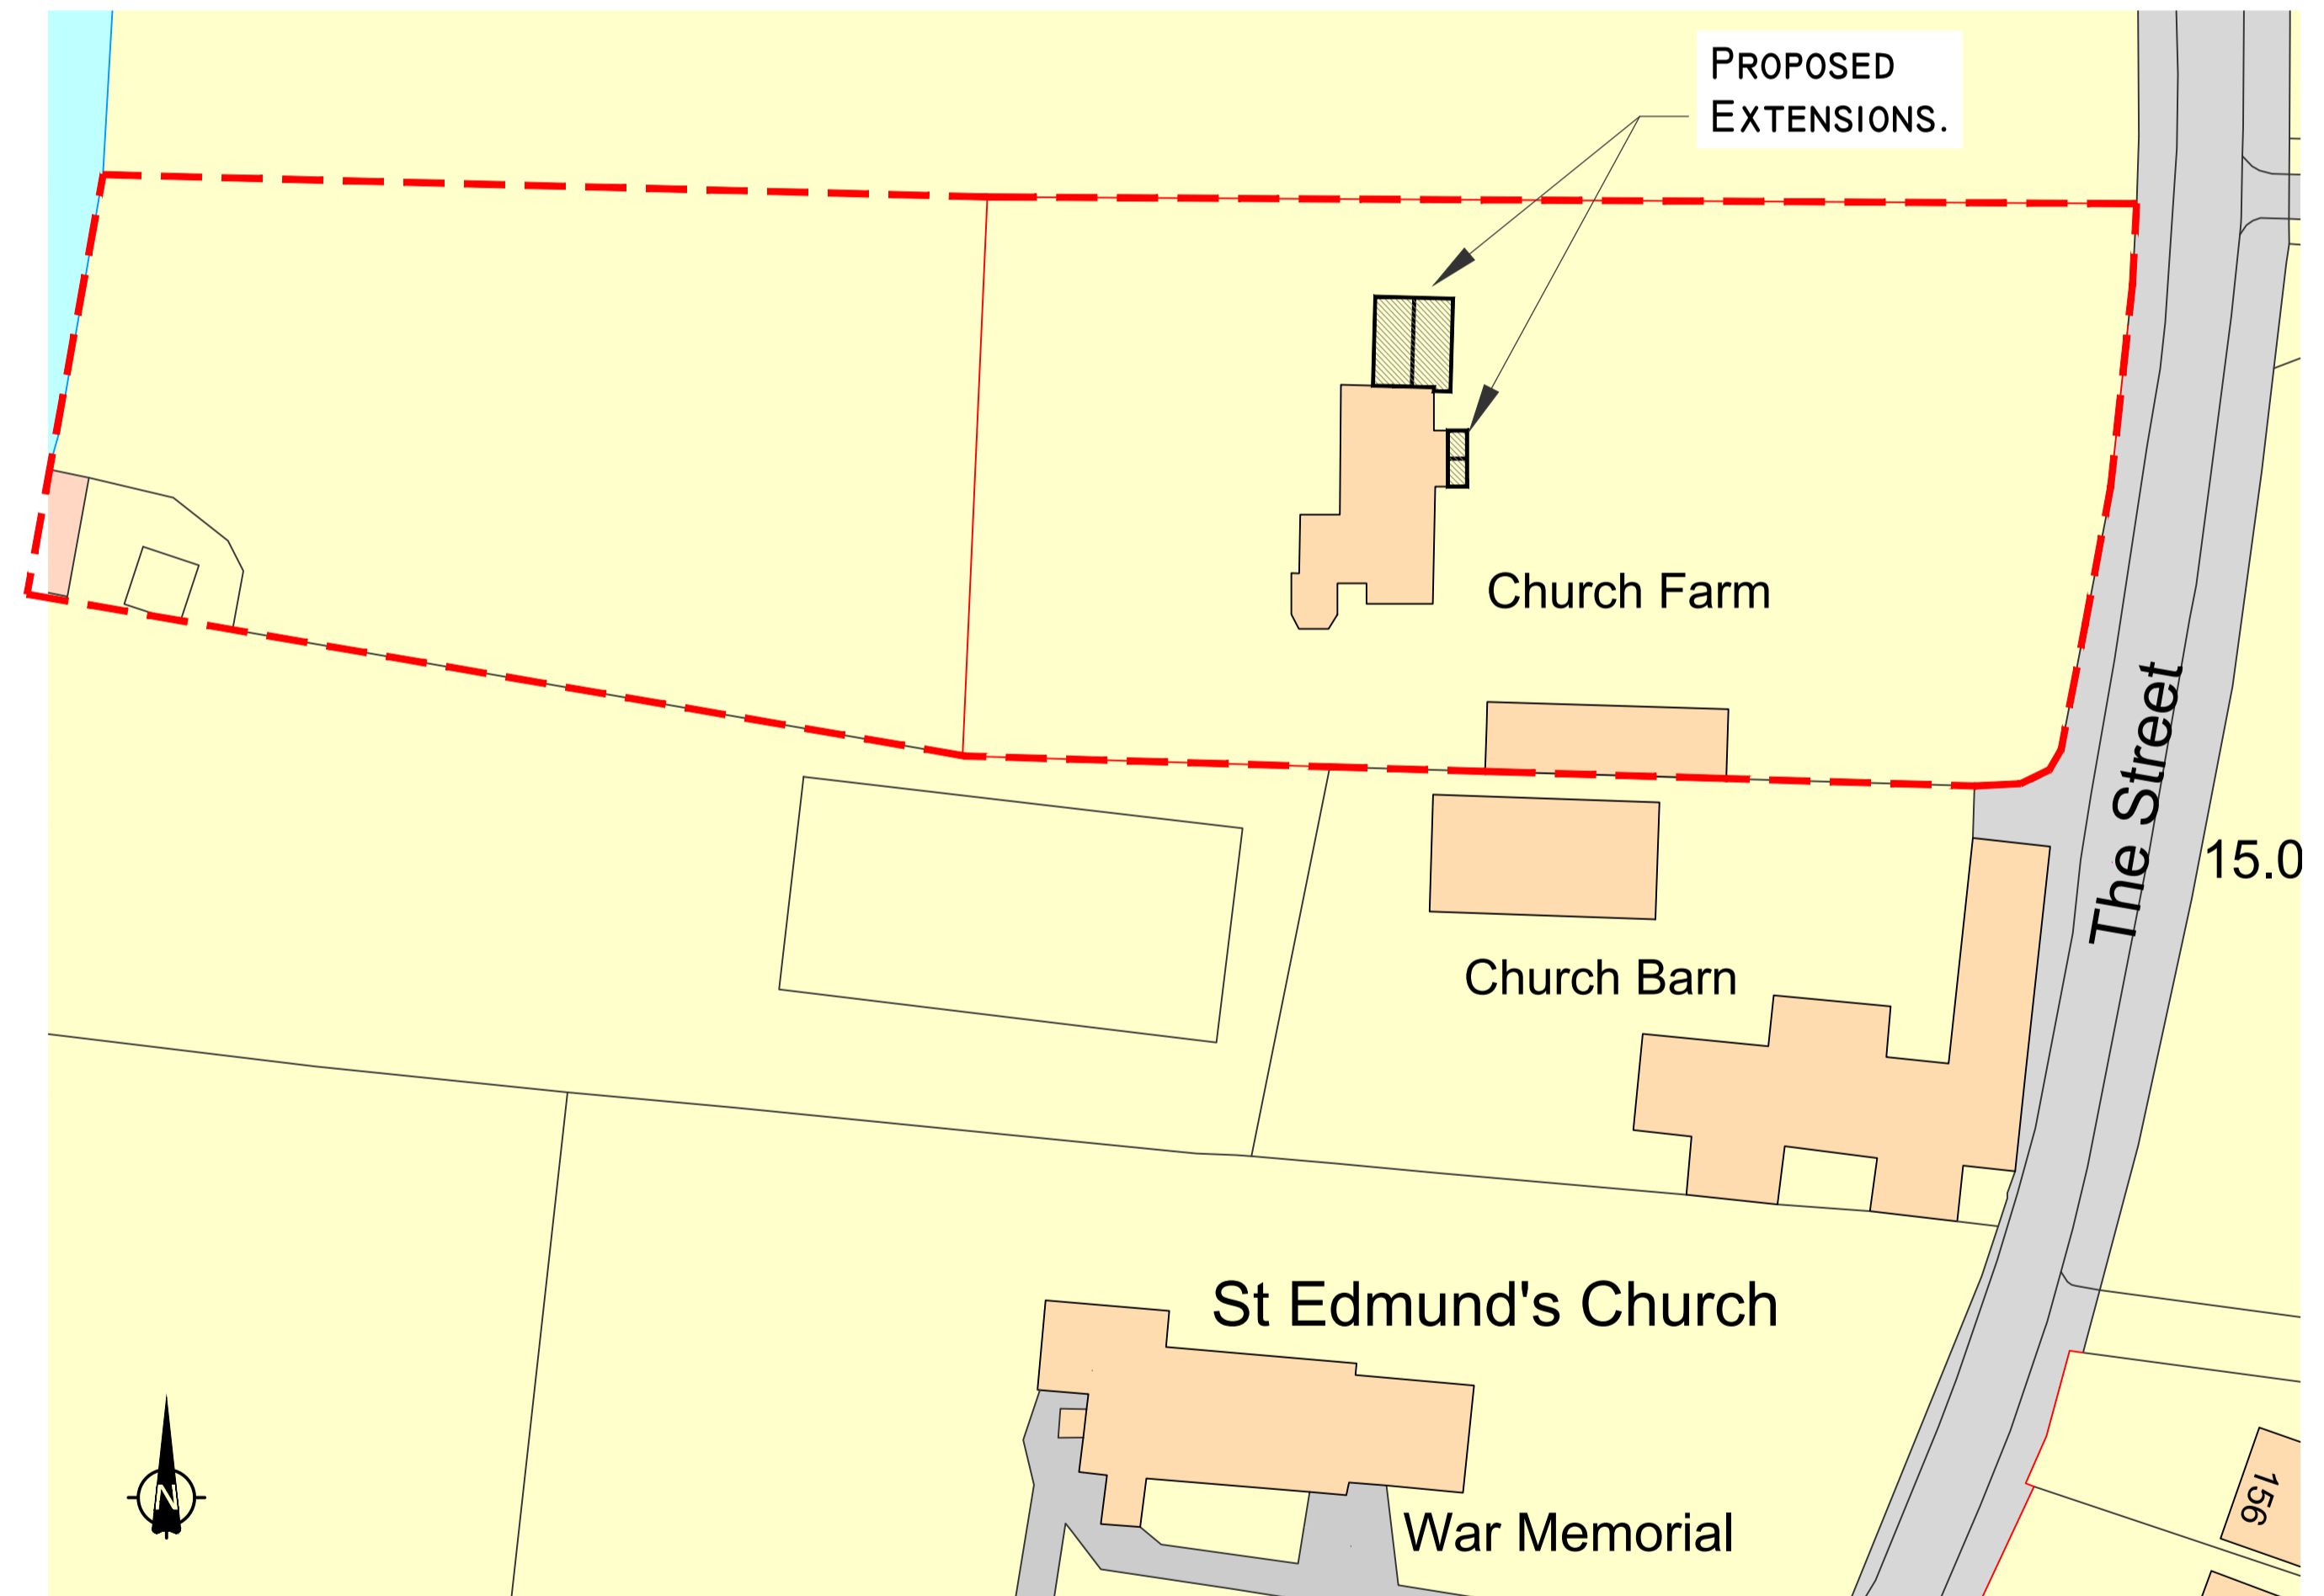 PROPOSED
EXTENSIONS.
Church Farm
The Street
15.0
Church Barn
St Edmund's Church
156
War Memorial
N